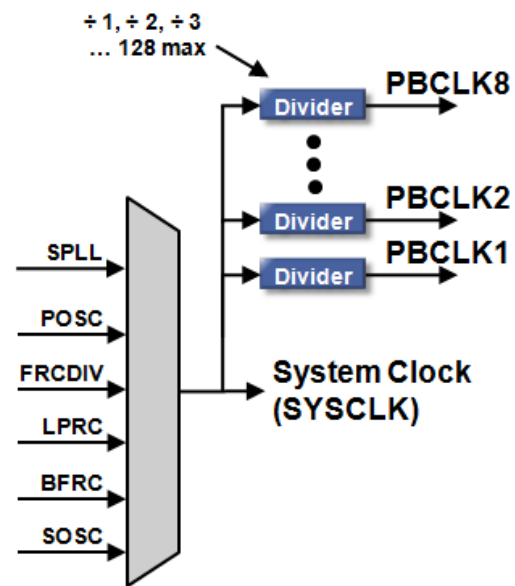 ÷ 1, ÷ 2, ÷ 3
... 128 max
Divider
PBCLK8
Divider
PBCLK2
Divider
PBCLK1
SPLL
POSC
FRCDIV
LPRC
BFRC
SOSC
System Clock
(SYSCLK)